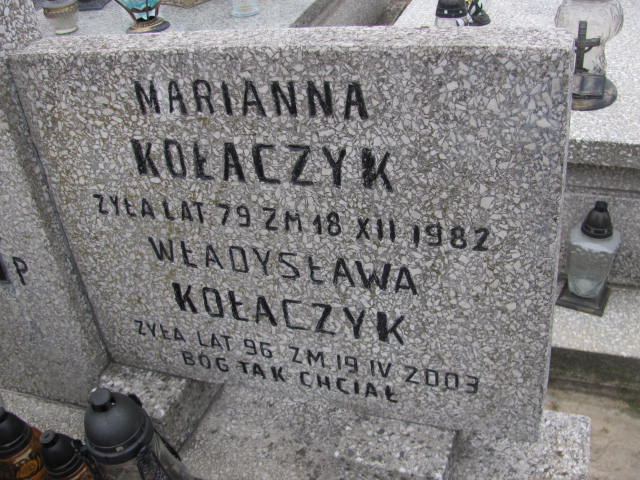 MARIANNA
KOŁACZYK
ŻYŁA LAT 79 ZM 18 XII 1982
WŁADYSŁAWA
KOŁACZYK
ŻYŁA LAT 96 ZM 19 IV 2003
BÓG TAK CHCIAŁ
P